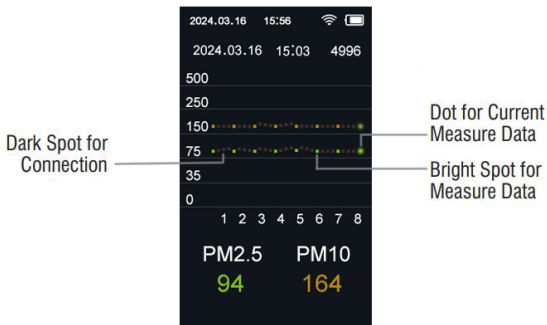 2024.03.16 15:56
2024.03.16 15:03 4996
500
250
150
75
35
0
1 2 3 4 5 6 7 8
PM2.5 PM10
94 164
Dark Spot for
Connection
Dot for Current
Measure Data
Bright Spot for
Measure Data